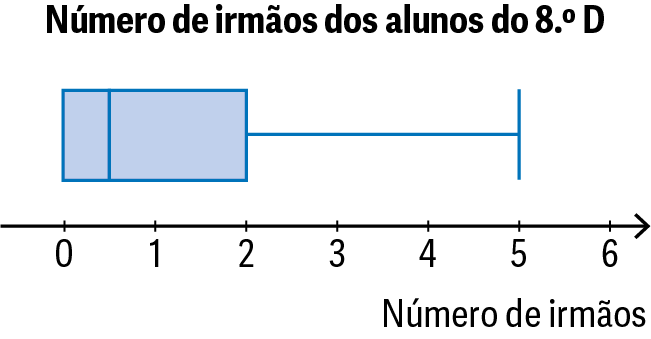 Número de irmãos dos alunos do 8.º D
0 1 2 3 4 5 6
Número de irmãos